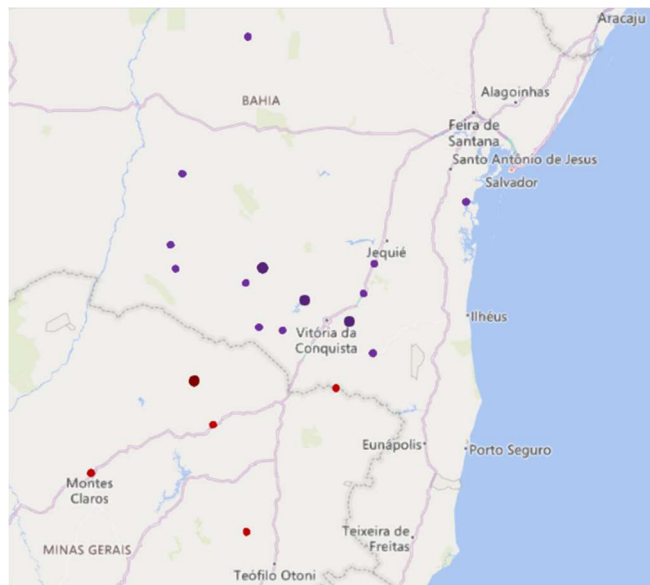 Aracaju
Alagoinhas
BAHIA
Feira de
Santana
Santo Antônio de Jesus
Salvador
Jequié
Ilhéus
Vitória da
Conquista
Eunápolis
Porto Seguro
Montes
Claros
Teixeira de
Freitas
MINAS GERAIS
Teófilo Otoni